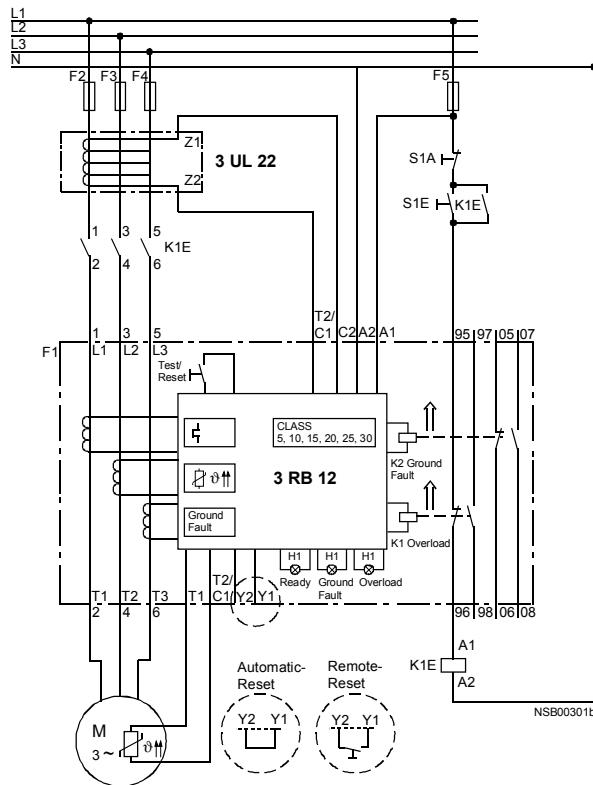 L1
L2
L3
N
F2 F3 F4 F5
Z1
3 UL 22
Z2
S1A
S1E K1E
1 3 5
K1E
2 4 6
T2/
C1 C2 A2 A1
1 3 5
95 97 05 07
F1 L1 L2 L3
Test/
Reset
CLASS
5, 10, 15, 20, 25, 30
ϑ
3 RB 12
K2 Ground
Fault
Ground
Fault
K1 Overload
H1 H1 H1
Ready Ground
Fault
Overload
T1 T2 T3 T1 T2/
C1 Y2 Y1
2 4 6
96 98 06 08
A1
K1E
A2
Automatic-
Reset
Remote-
Reset
Y2 Y1 Y2 Y1
M
3 ~ ϑ
NSB00301b